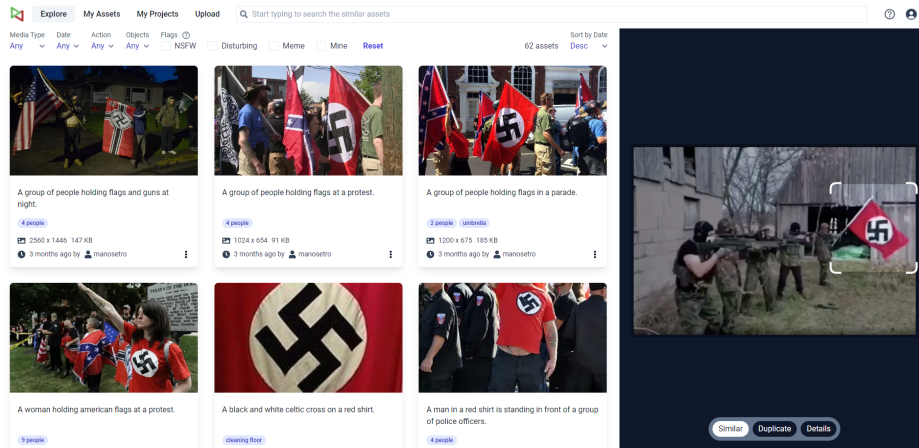 Explore My Assets My Projects Upload Start typing to search the similar assets
Media Type Date Action Objects Flags Sort by Date
Any Any Any Any NSFW Disturbing Meme Mine Reset 62 assets Desc
A group of people holding flags and guns at
night.
4 people
2560 x 1446 147 KB
3 months ago by manosetro
A group of people holding flags at a protest.
4 people
1024 x 654 91 KB
3 months ago by manosetro
A group of people holding flags in a parade.
2 people umbrella
1200 x 675 185 KB
3 months ago by manosetro
A woman holding american flags at a protest.
9 people
A black and white celtic cross on a red shirt.
cleaning floor
A man in a red shirt is standing in front of a group
of police officers.
4 people
Similar Duplicate Details